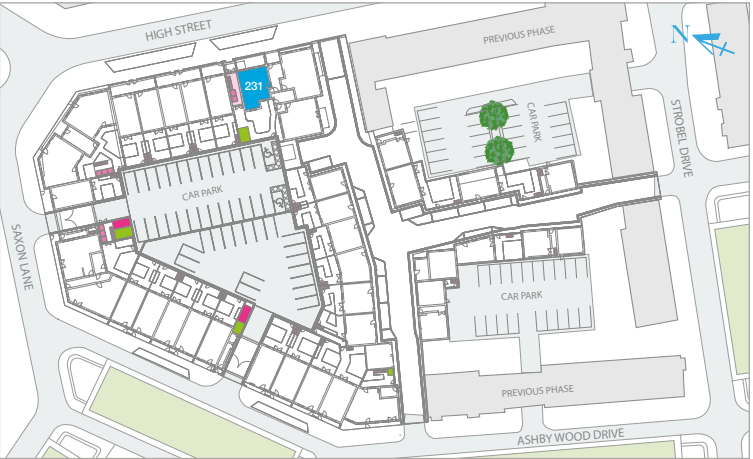 HIGH STREET
PREVIOUS PHASE
N
231
CAR PARK
STROBEL DRIVE
CAR PARK
SAXON LANE
CAR PARK
PREVIOUS PHASE
ASHBY WOOD DRIVE